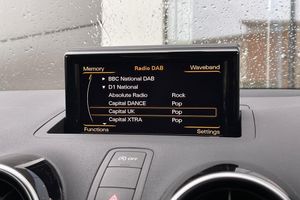 Memory Radio DAB Waveband
BBC National DAB
D1 National
Absolute Radio Rock
Capital DANCE Pop
Capital UK Pop
Capital XTRA Pop
Functions Settings
OFF